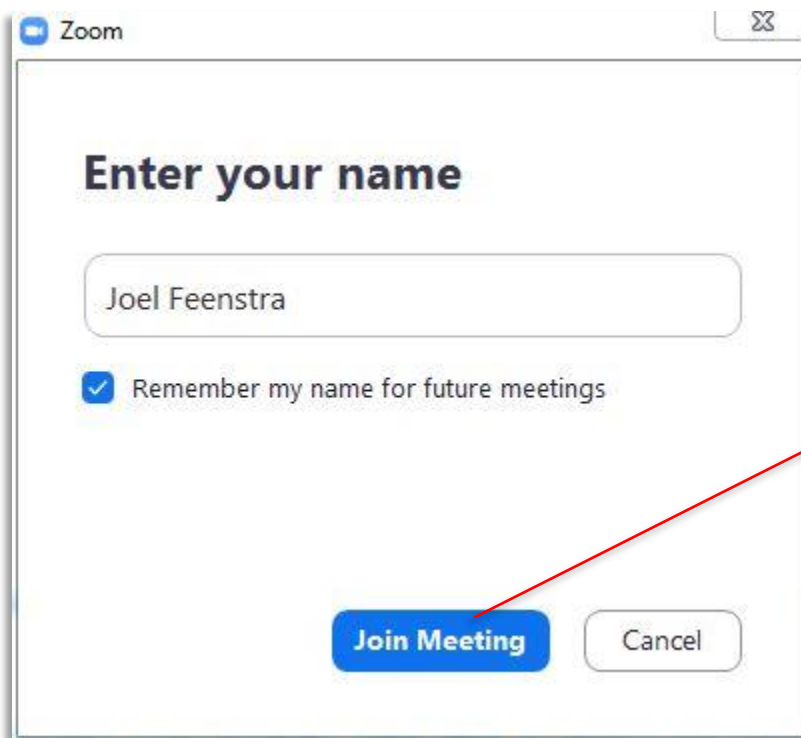 Zoom
Enter your name
Joel Feenstra
Remember my name for future meetings
Join Meeting
Cancel